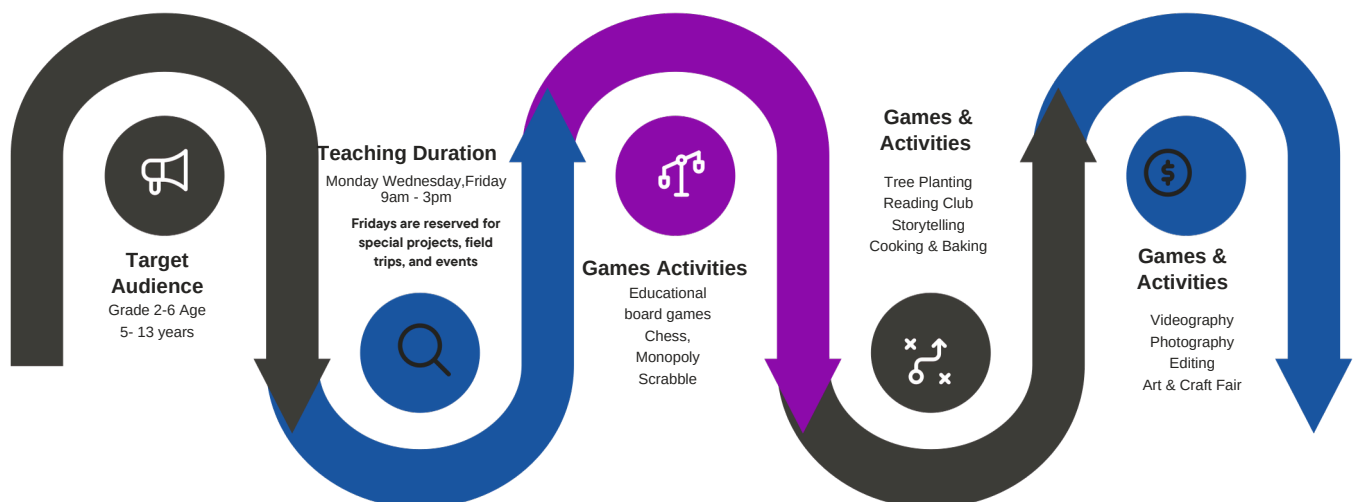 Target
Audience
Grade 2-6 Age
5- 13 years
Teaching Duration
Monday Wednesday,Friday
9am - 3pm
Fridays are reserved for
special projects, field
trips, and events
Games Activities
Educational
board games
Chess,
Monopoly
Scrabble
Games &
Activities
Tree Planting
Reading Club
Storytelling
Cooking & Baking
$
Games &
Activities
Videography
Photography
Editing
Art & Craft Fair